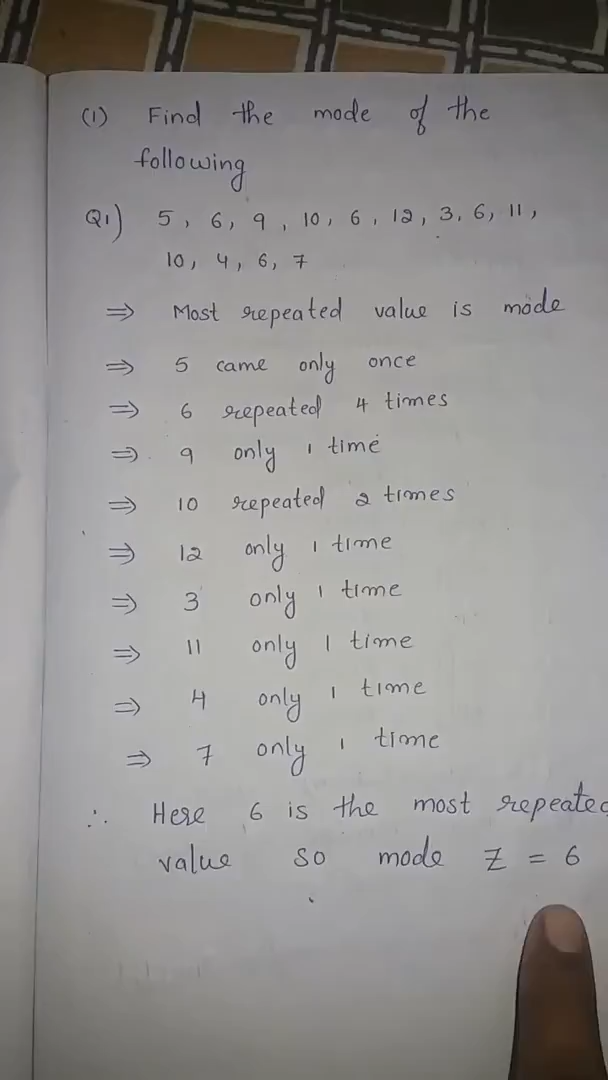 (1) Find the mode of the
following
Q1) 5, 6, 9, 10, 6, 12, 3, 6, 11,
10, 4, 6, 7
⇒ Most repeated value is mode
⇒ 5 came only once
⇒ 6 repeated 4 times
⇒ 9 only 1 time
⇒ 10 repeated 2 times
⇒ 12 only 1 time
⇒ 3 only 1 time
⇒ 11 only 1 time
⇒ 4 only 1 time
⇒ 7 only 1 time
∴ Here 6 is the most repeated
value so mode Z = 6